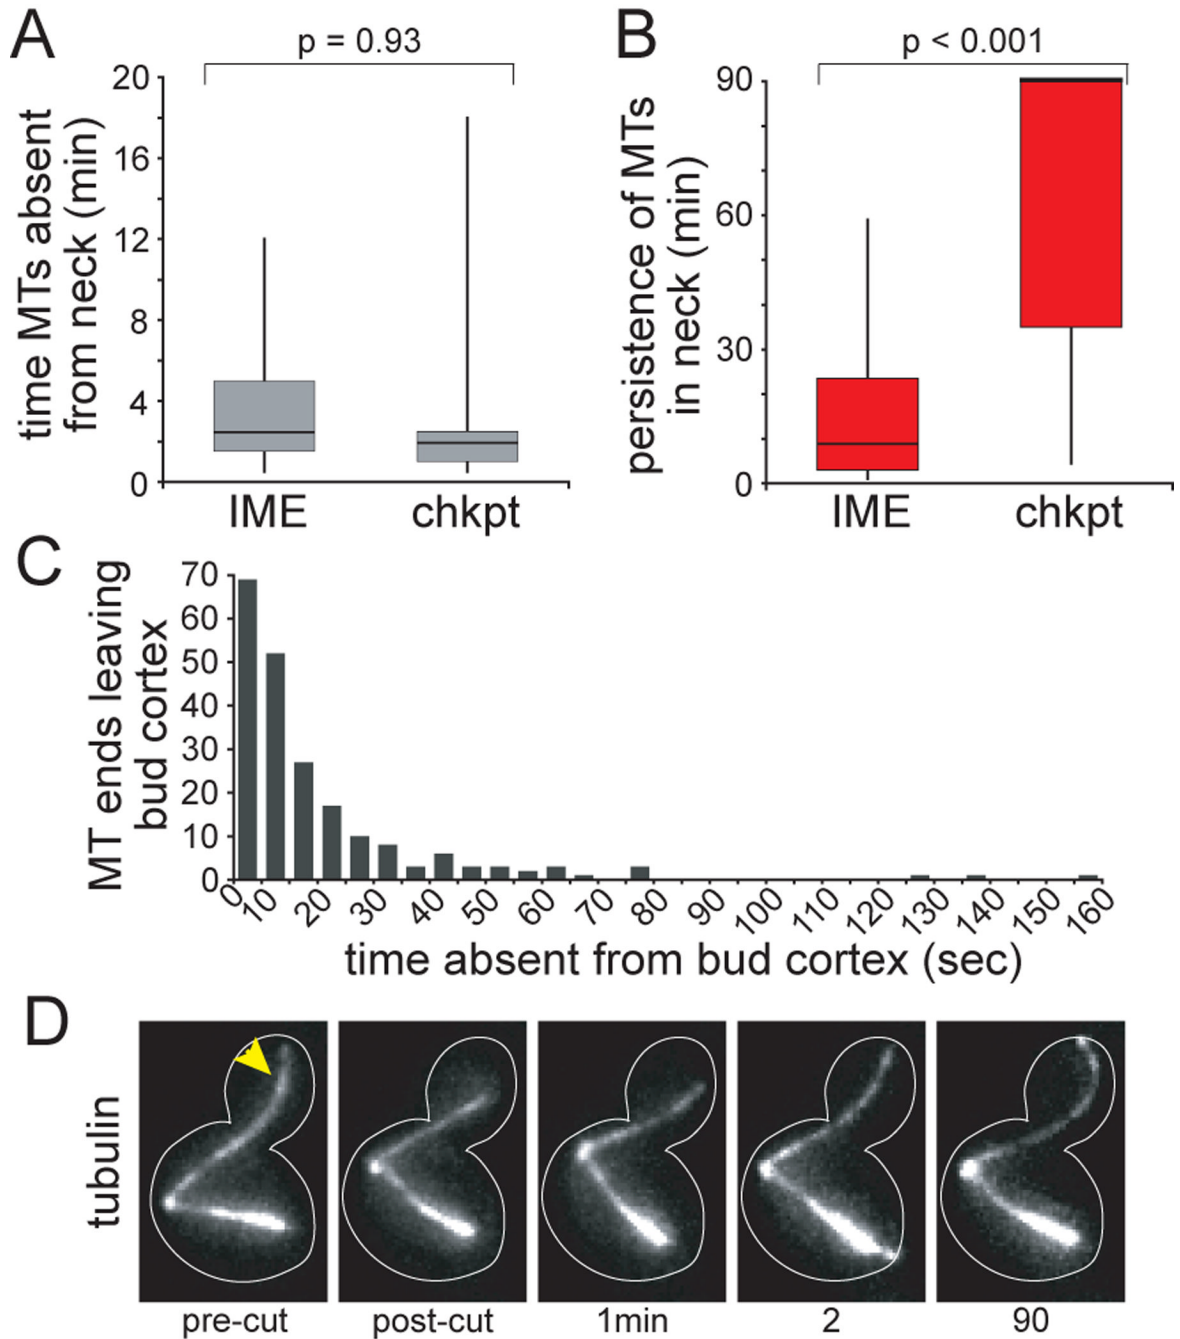 A
p = 0.93
time MTs absent
from neck (min)
20
16
12
8
4
0
IME
chkpt
B
p < 0.001
persistence of MTs
in neck (min)
90
60
30
0
IME
chkpt
C
MT ends leaving
bud cortex
70
60
50
40
30
20
10
0
0 10 20 30 40 50 60 70 80 90 100 110 120 130 140 150 160
time absent from bud cortex (sec)
D
tubulin
pre-cut post-cut 1min 2 90